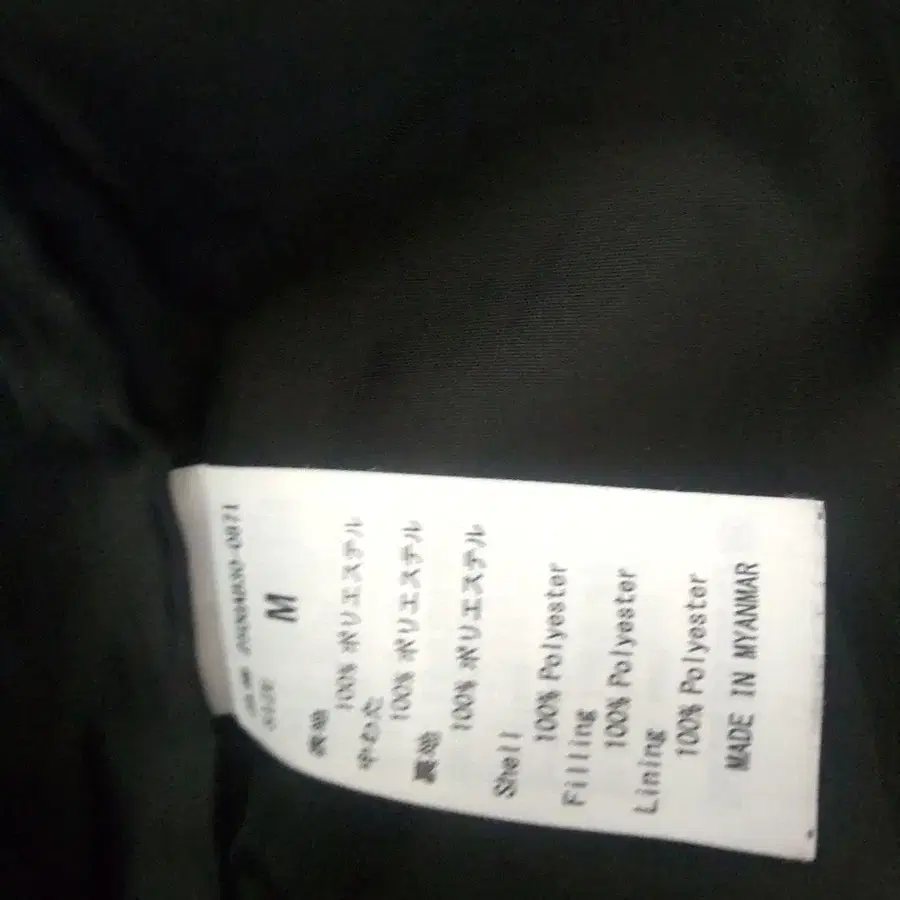 M
表地
100% ポリエステル
中わた
100% ポリエステル
裏地
100% ポリエステル
Shell
100% Polyester
Filling
100% Polyester
Lining
100% Polyester
MADE IN MYANMAR